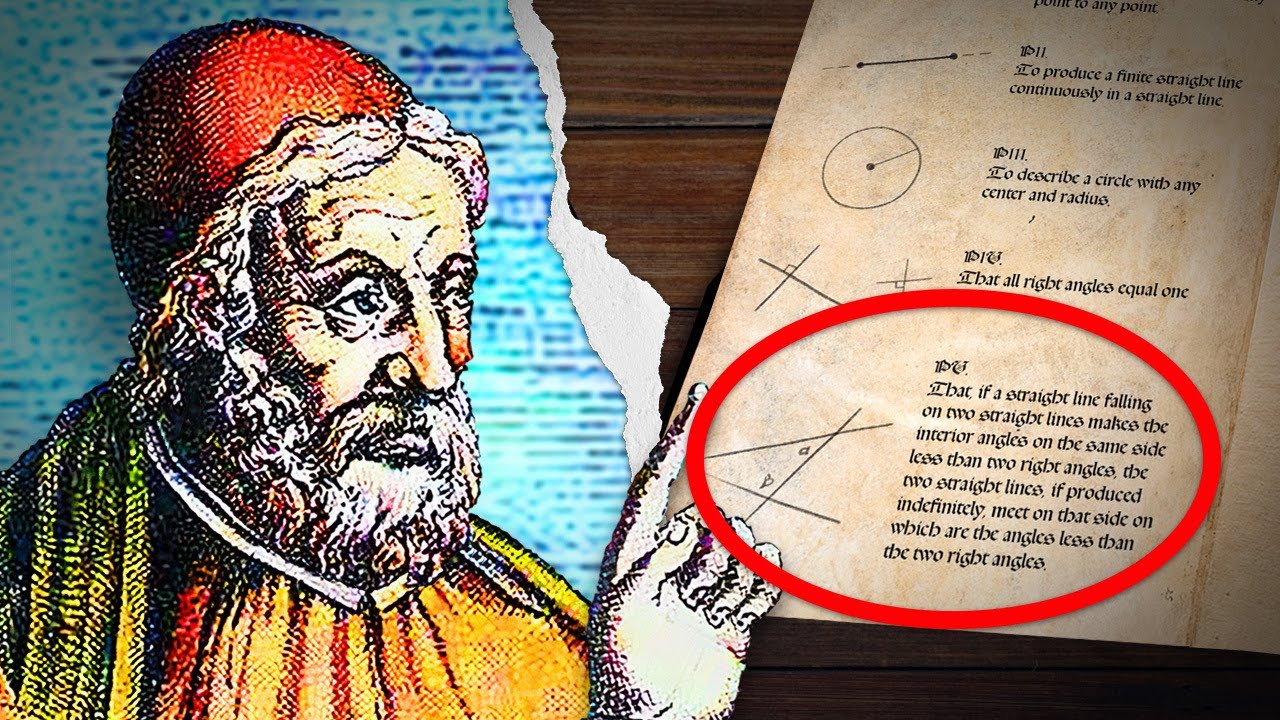 point to any point.
PII.
To produce a finite straight line
continuously in a straight line.
PIII.
To describe a circle with any
center and radius.
PIV.
That all right angles equal one
PV.
That, if a straight line falling
on two straight lines makes the
interior angles on the same side
less than two right angles, the
two straight lines, if produced
indefinitely, meet on that side on
which are the angles less than
the two right angles.
a
β